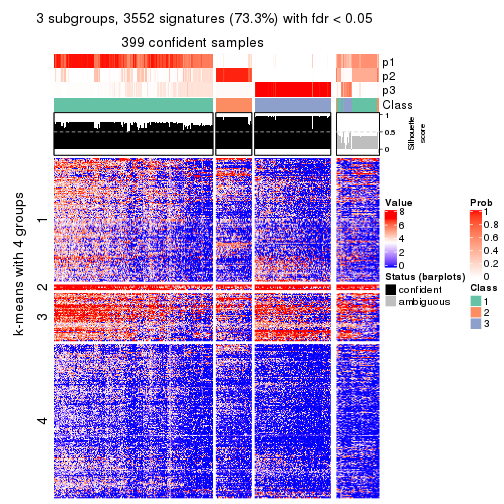 3 subgroups, 3552 signatures (73.3%) with fdr < 0.05
399 confident samples
p1
p2
p3
Class
1
0.5
0
Silhouette
score
k-means with 4 groups
1
2
3
4
Value
8
6
4
2
0
Status (barplots)
confident
ambiguous
Prob
1
0.8
0.6
0.4
0.2
0
Class
1
2
3